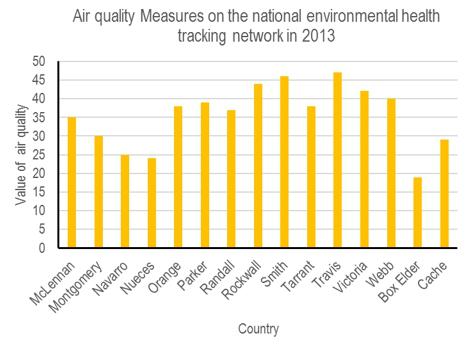 Air quality Measures on the national environmental health
tracking network in 2013
Value of air quality
50
45
40
35
30
25
20
15
10
5
0
McLennan
Montgomery
Navarro
Nueces
Orange
Parker
Randall
Rockwall
Smith
Tarrant
Travis
Victoria
Webb
Box Elder
Cache
Country